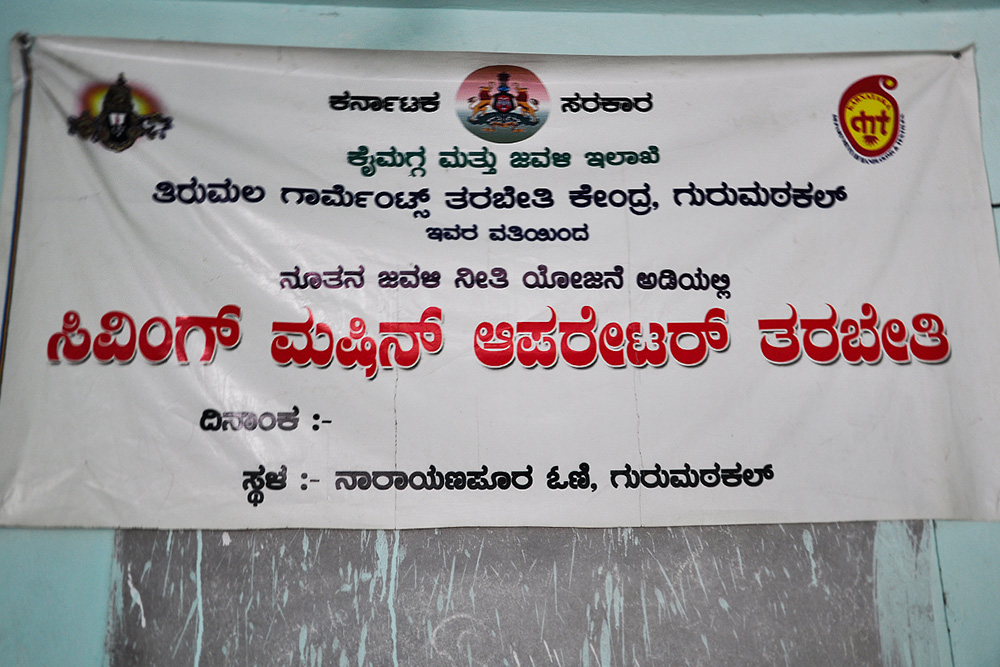 ಕರ್ನಾಟಕ ಸರಕಾರ
ಕೈಮಗ್ಗ ಮತ್ತು ಜವಳಿ ಇಲಾಖೆ
ತಿರುಮಲ ಗಾರ್ಮೆಂಟ್ಸ್ ತರಬೇತಿ ಕೇಂದ್ರ, ಗುರುಮಠಕಲ್
ಇವರ ವತಿಯಿಂದ
ನೂತನ ಜವಳಿ ನೀತಿ ಯೋಜನೆ ಅಡಿಯಲ್ಲಿ
ಸಿವಿಂಗ್ ಮಷಿನ್ ಆಪರೇಟರ್ ತರಬೇತಿ
ದಿನಾಂಕ :-
ಸ್ಥಳ :- ನಾರಾಯಣಪೂರ ಓಣಿ, ಗುರುಮಠಕಲ್
KARNATAKA